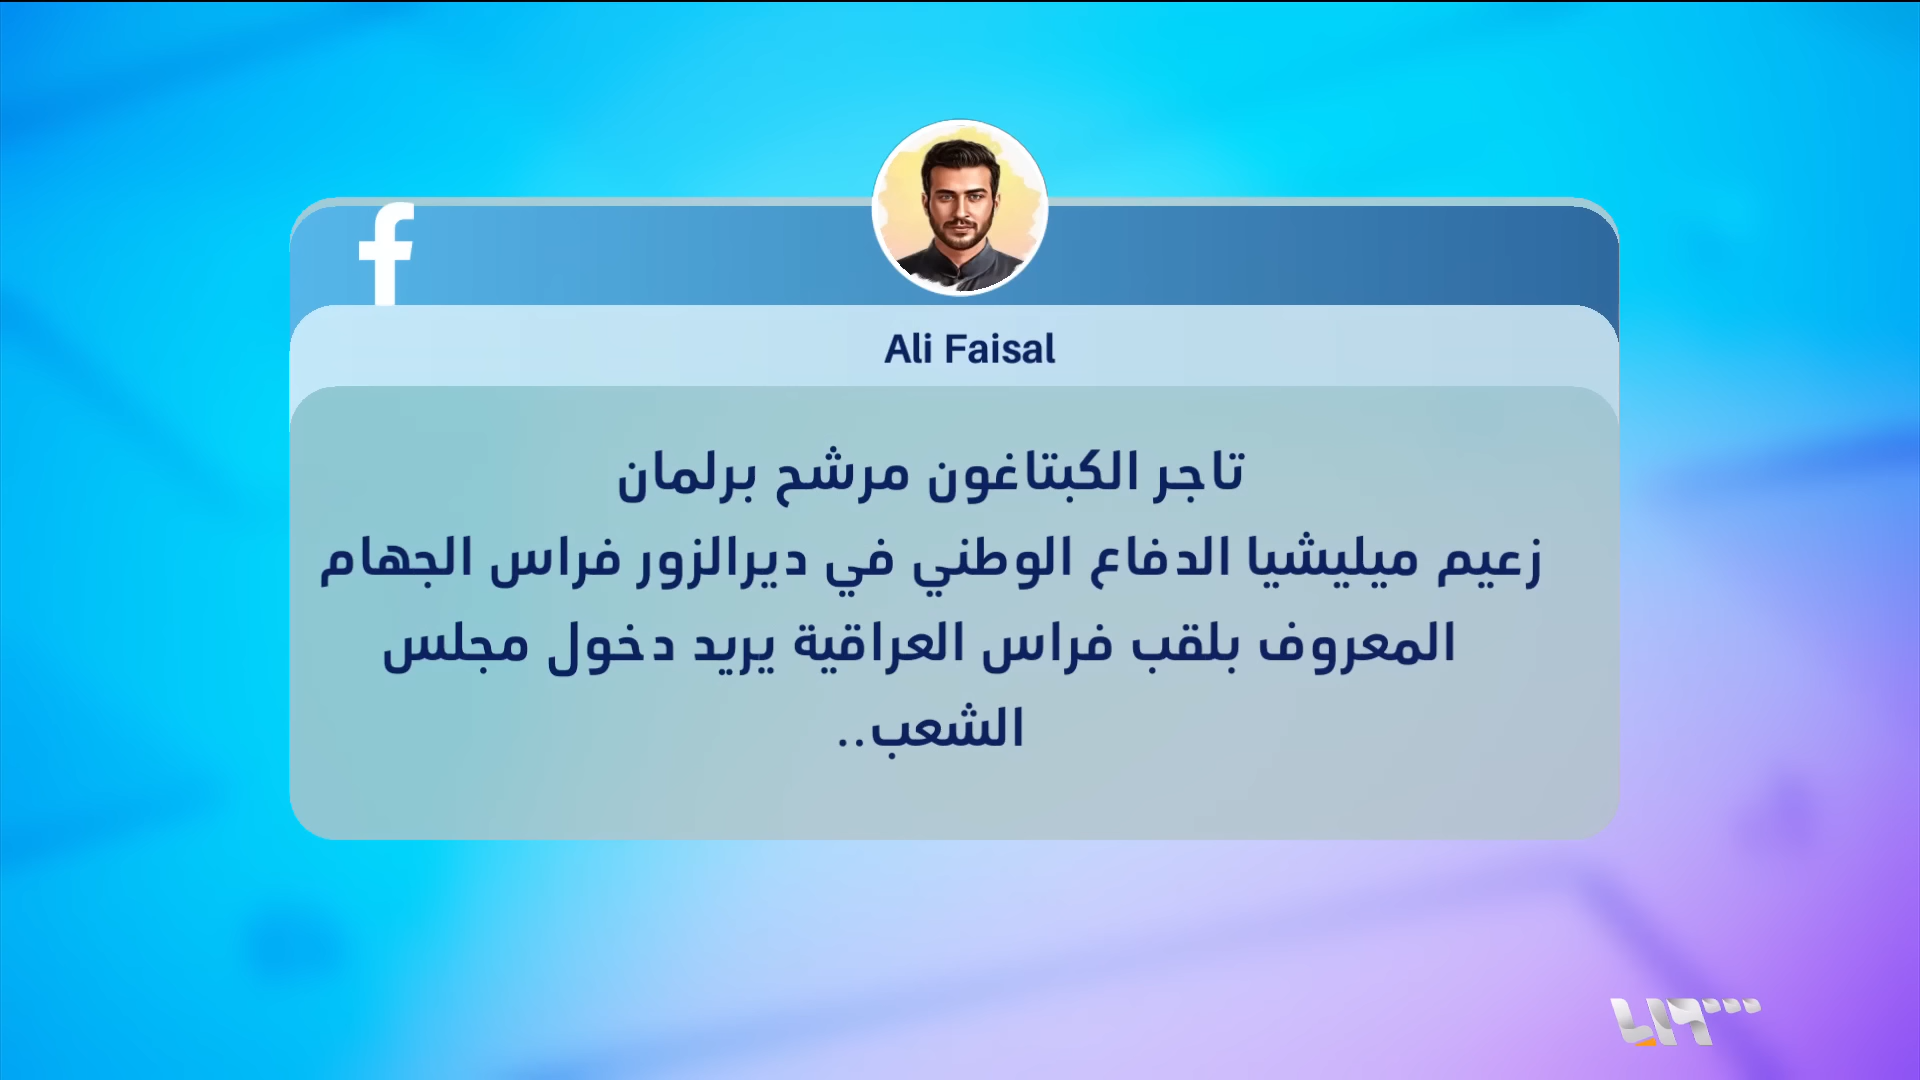 Ali Faisal
تاجر الكبتاغون مرشح برلمان
زعيم ميليشيا الدفاع الوطني في ديرالزور فراس الجهام
المعروف بلقب فراس العراقية يريد دخول مجلس
الشعب..